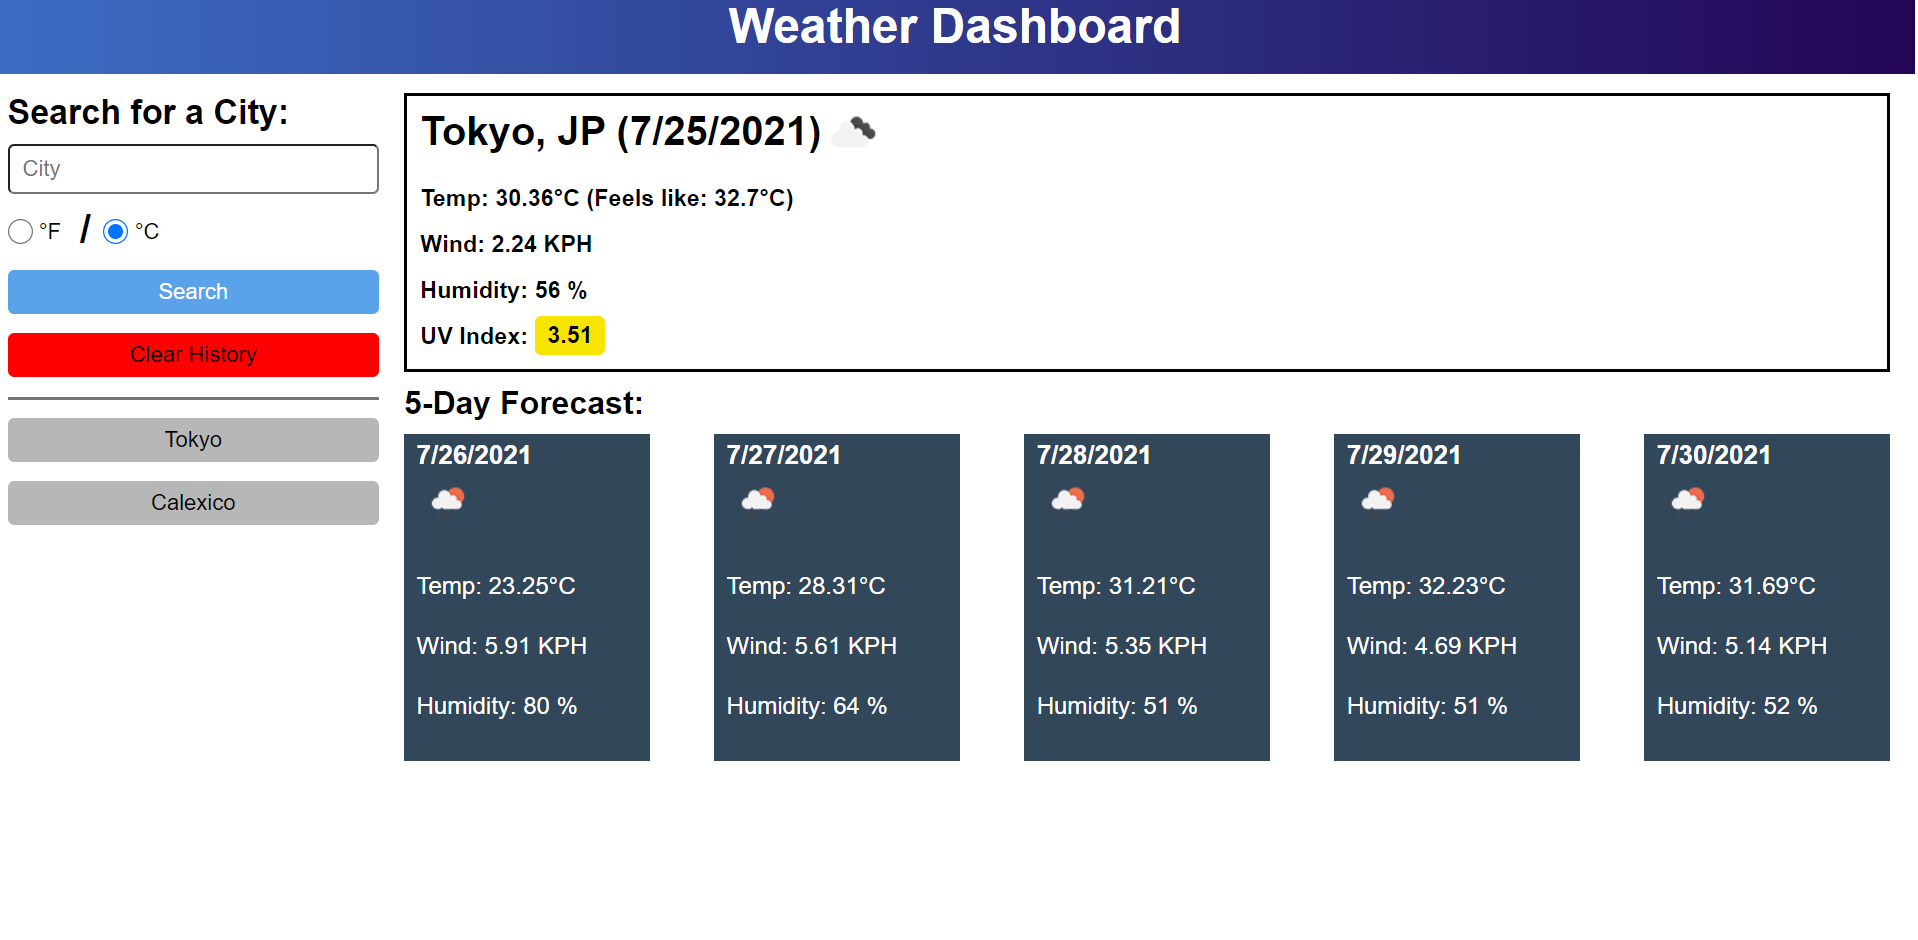 Weather Dashboard
Search for a City:
City
°F / °C
Search
Clear History
Tokyo
Calexico
Tokyo, JP (7/25/2021)
Temp: 30.36°C (Feels like: 32.7°C)
Wind: 2.24 KPH
Humidity: 56 %
UV Index: 3.51
5-Day Forecast:
7/26/2021
Temp: 23.25°C
Wind: 5.91 KPH
Humidity: 80 %
7/27/2021
Temp: 28.31°C
Wind: 5.61 KPH
Humidity: 64 %
7/28/2021
Temp: 31.21°C
Wind: 5.35 KPH
Humidity: 51 %
7/29/2021
Temp: 32.23°C
Wind: 4.69 KPH
Humidity: 51 %
7/30/2021
Temp: 31.69°C
Wind: 5.14 KPH
Humidity: 52 %